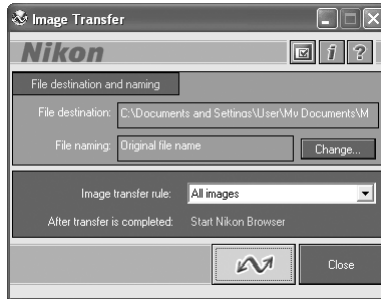 Image Transfer
Nikon
File destination and naming
File destination: C:\Documents and Settings\User\My Documents\M
File naming: Original file name
Change...
Image transfer rule: All images
After transfer is completed: Start Nikon Browser
Close